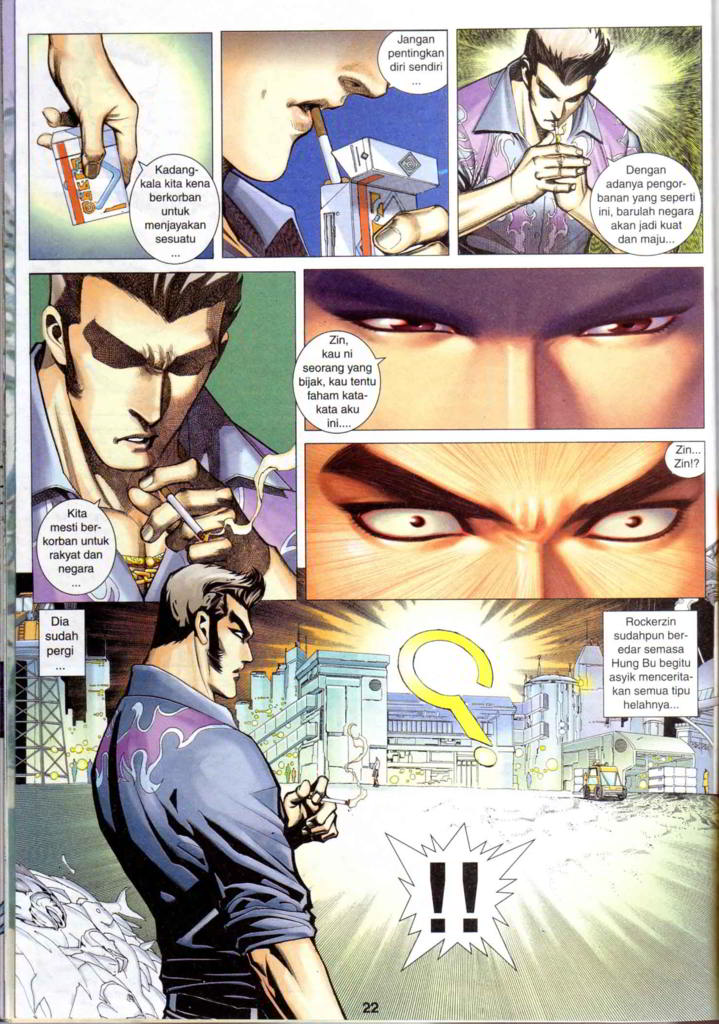 Kadang-
kala kita kena
berkorban
untuk
menjayakan
sesuatu
...
Jangan
pentingkan
diri sendiri
...
Dengan
adanya pengor-
banan yang seperti
ini, barulah negara
akan jadi kuat
dan maju...
Kita
mesti ber-
korban untuk
rakyat dan
negara
...
Zin,
kau ni
seorang yang
bijak, kau tentu
faham kata-
kata aku
ini....
Zin...
Zin!?
Dia
sudah
pergi
...
?
Rockerzin
sudahpun ber-
edar semasa
Hung Bu begitu
asyik mencerita-
kan semua tipu
helahnya...
!!
22